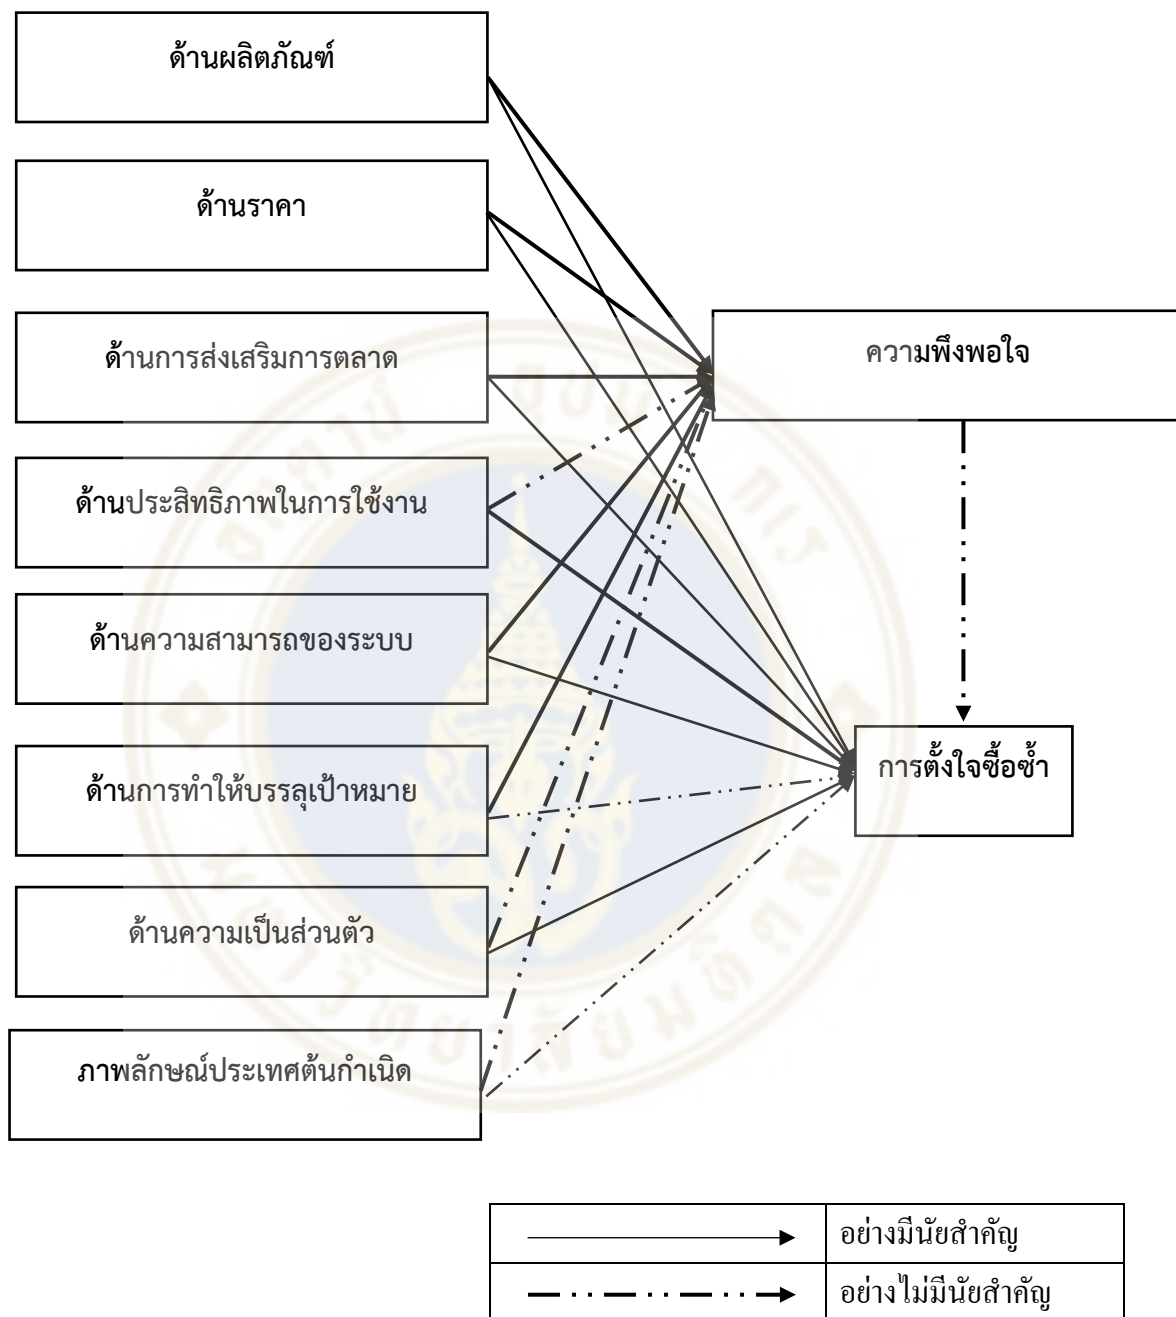 ด้านผลิตภัณฑ์
ด้านราคา
ด้านการส่งเสริมการตลาด
ความพึงพอใจ
ด้านประสิทธิภาพในการใช้งาน
ด้านความสามารถของระบบ
ด้านการทำให้บรรลุเป้าหมาย
การตั้งใจซื้อซ้ำ
ด้านความเป็นส่วนตัว
ภาพลักษณ์ประเทศต้นกำเนิด
อย่างมีนัยสำคัญ
อย่างไม่มีนัยสำคัญ